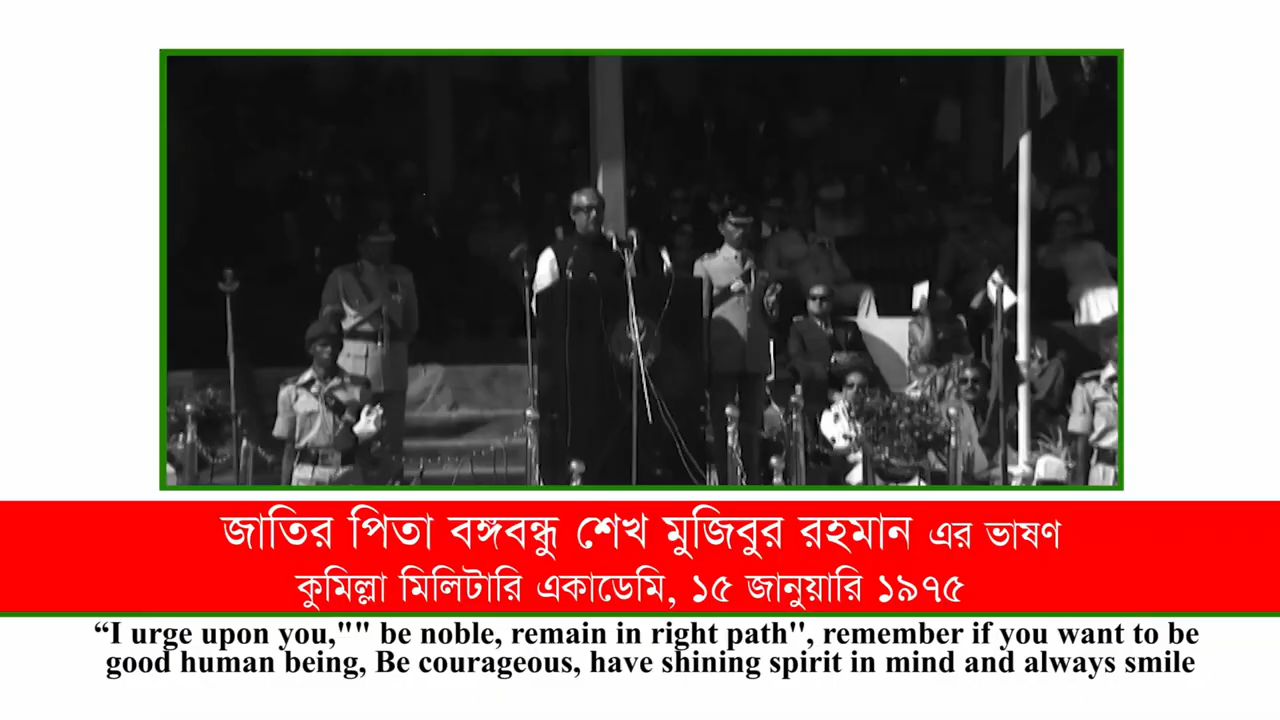 জাতির পিতা বঙ্গবন্ধু শেখ মুজিবুর রহমান এর ভাষণ
কুমিল্লা মিলিটারি একাডেমি, ১৫ জানুয়ারি ১৯৭৫
“I urge upon you,"" be noble, remain in right path'', remember if you want to be
good human being, Be courageous, have shining spirit in mind and always smile